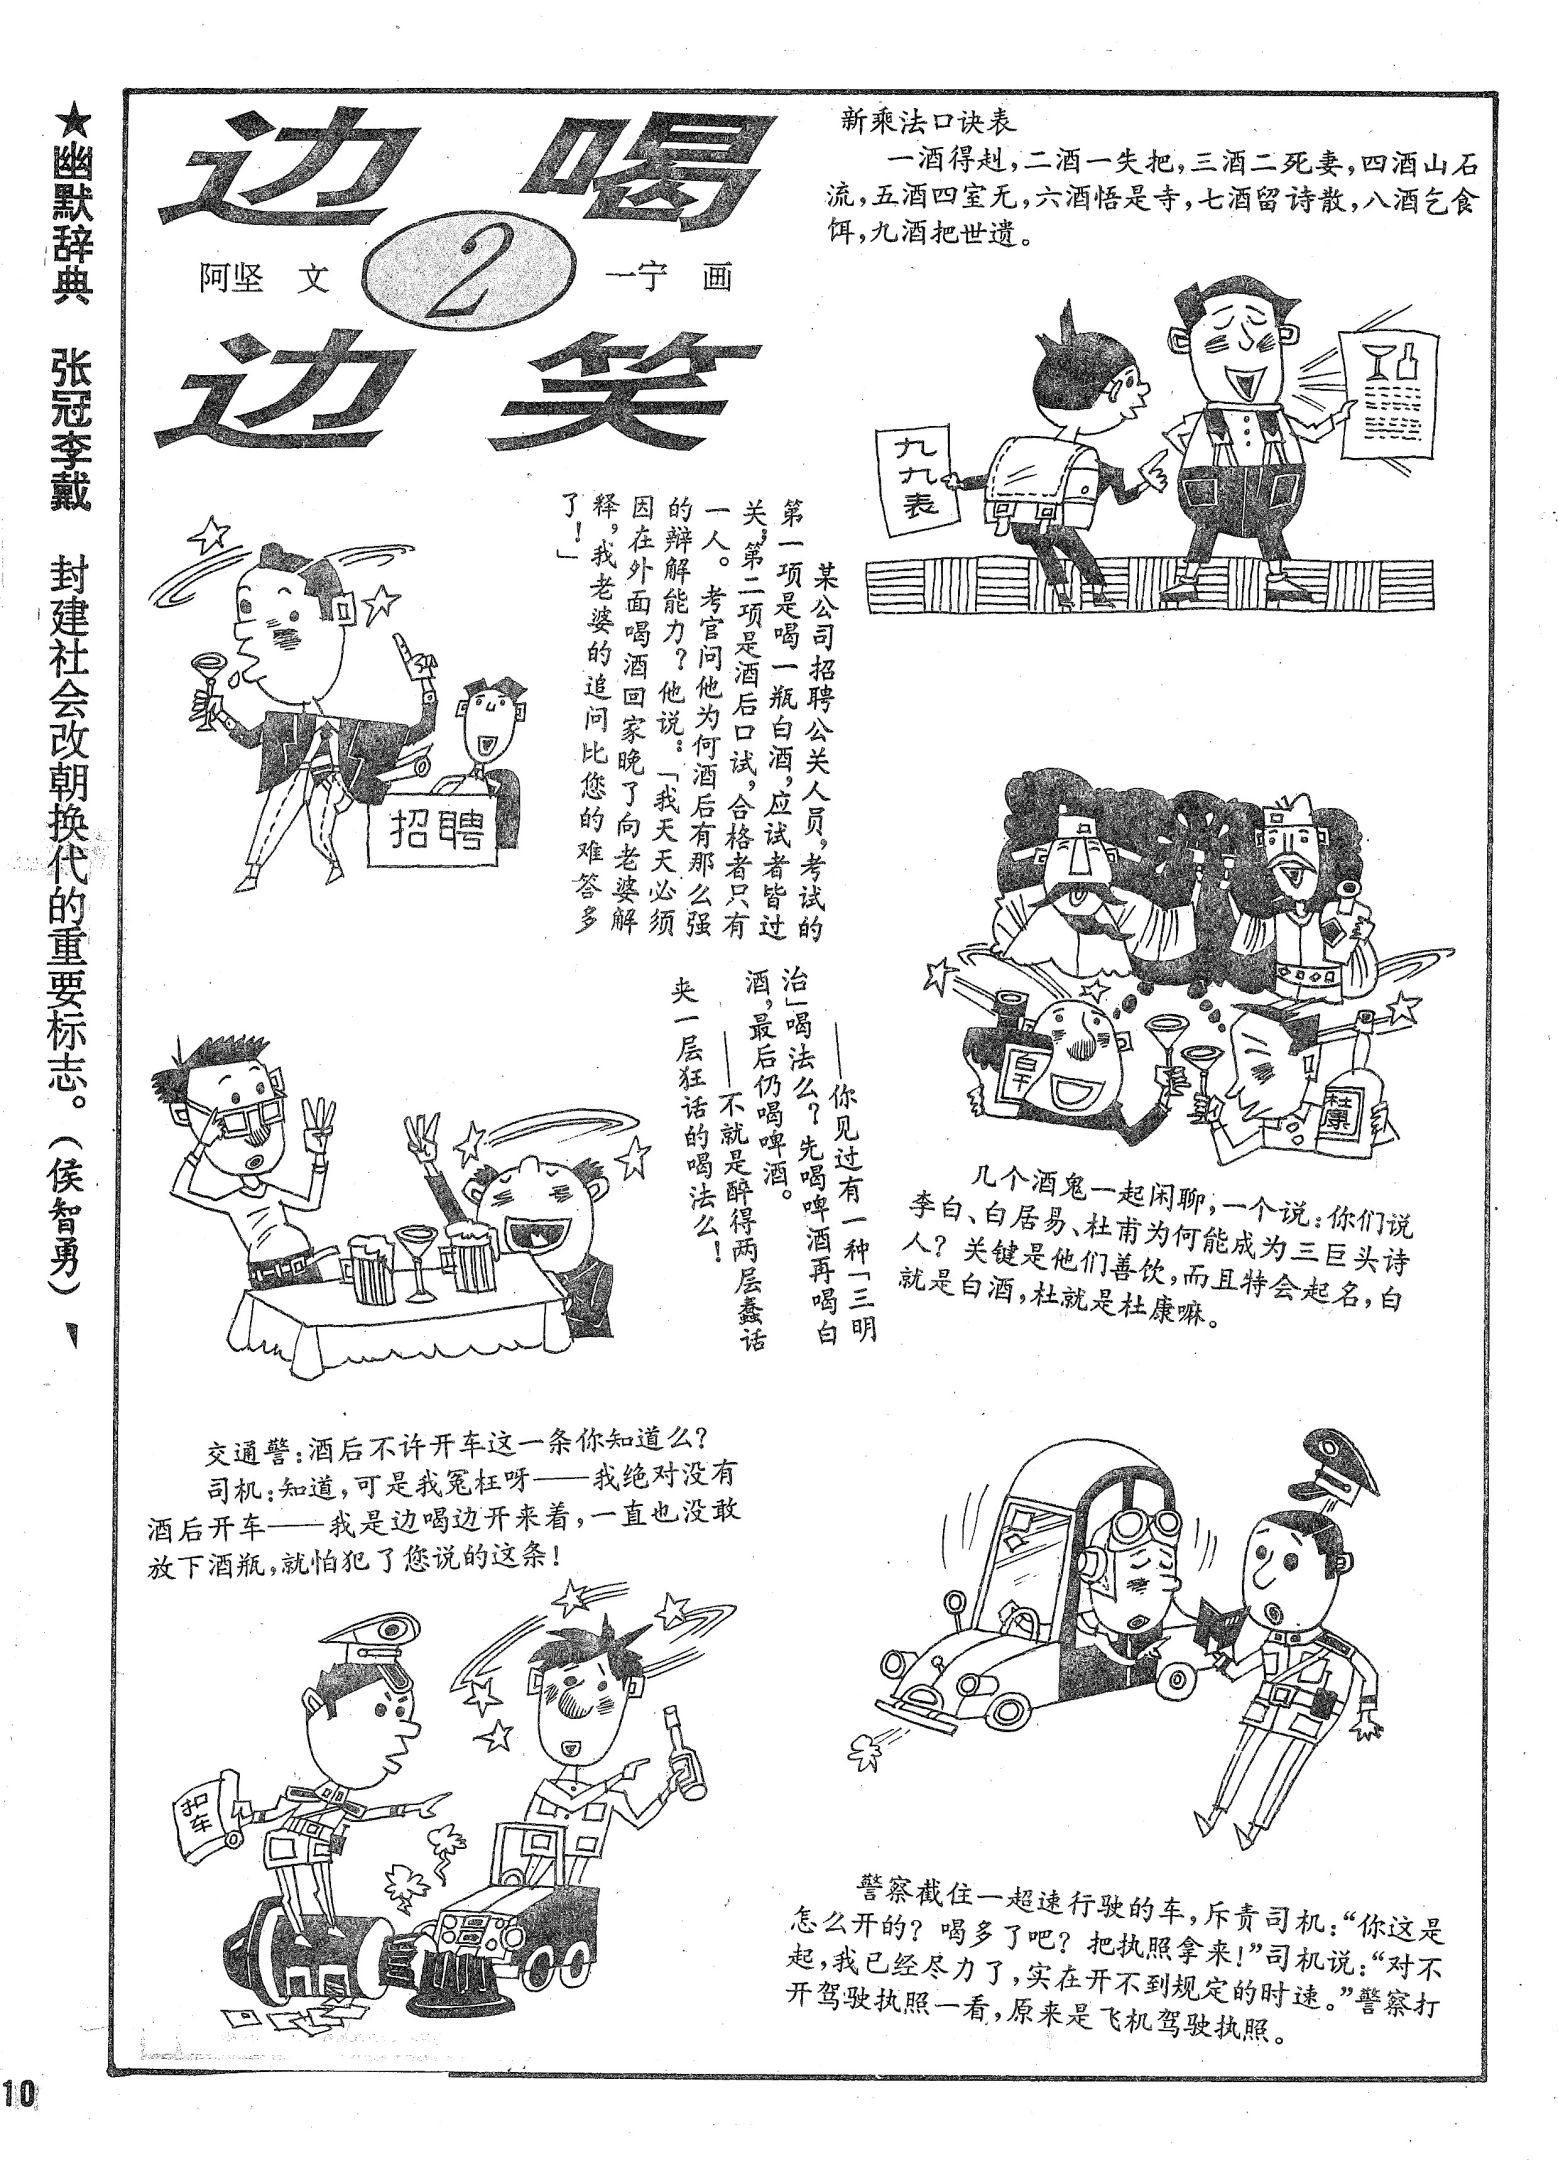 ★幽默辞典　张冠李戴　封建社会改朝换代的重要标志。（侯智勇）
边喝
阿坚　文　2　一宁　画
边笑
新乘法口诀表
一酒得赳，二酒一失把，三酒二死妻，四酒山石
流，五酒四室无，六酒悟是寺，七酒留诗散，八酒乞食
饵，九酒把世遗。
九九表
某公司招聘公关人员，考试的
第一项是喝一瓶白酒，应试者皆过
关，第二项是酒后口试，合格者只有
一人。考官问他为何酒后有那么强
的辩解能力？他说：「我天天必须
因在外面喝酒回家晚了向老婆解
释，我老婆的追问比您的难答多
了！」
招聘
——你见过有一种「三明
治」喝法么？先喝啤酒再喝白
酒，最后仍喝啤酒。
——不就是醉得两层蠢话
夹一层狂话的喝法么！
白干
杜康
几个酒鬼一起闲聊，一个说：你们说
李白、白居易、杜甫为何能成为三巨头诗
人？关键是他们善饮，而且特会起名，白
就是白酒，杜就是杜康嘛。
交通警：酒后不许开车这一条你知道么？
司机：知道，可是我冤枉呀——我绝对没有
酒后开车——我是边喝边开来着，一直也没敢
放下酒瓶，就怕犯了您说的这条！
扣车
警察截住一超速行驶的车，斥责司机：“你这是
怎么开的？喝多了吧？把执照拿来！”司机说：“对不
起，我已经尽力了，实在开不到规定的时速。”警察打
开驾驶执照一看，原来是飞机驾驶执照。
10